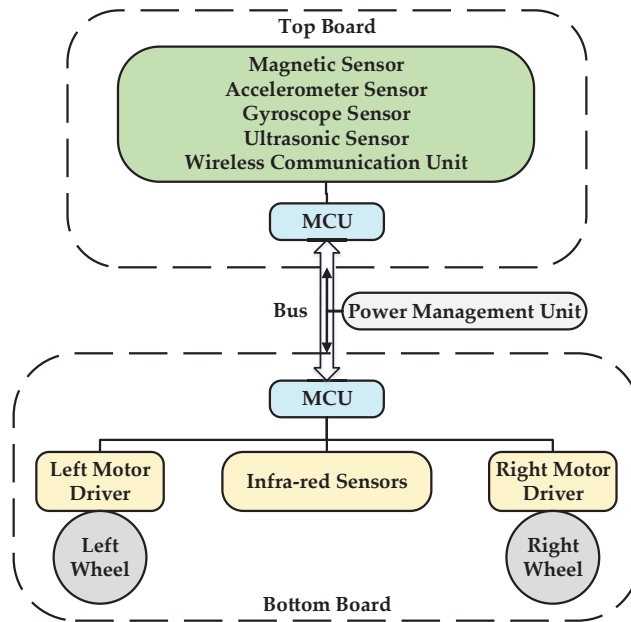 Top Board
Magnetic Sensor
Accelerometer Sensor
Gyroscope Sensor
Ultrasonic Sensor
Wireless Communication Unit
MCU
Bus
Power Management Unit
MCU
Left Motor
Driver
Infra-red Sensors
Right Motor
Driver
Left
Wheel
Right
Wheel
Bottom Board